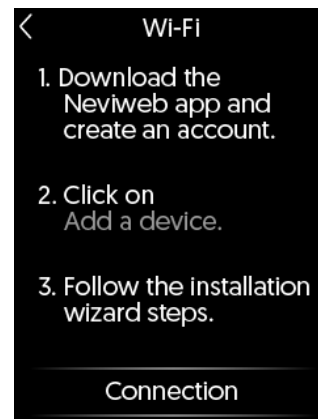 Wi-Fi
1. Download the
Neviweb app and
create an account.
2. Click on
Add a device.
3. Follow the installation
wizard steps.
Connection